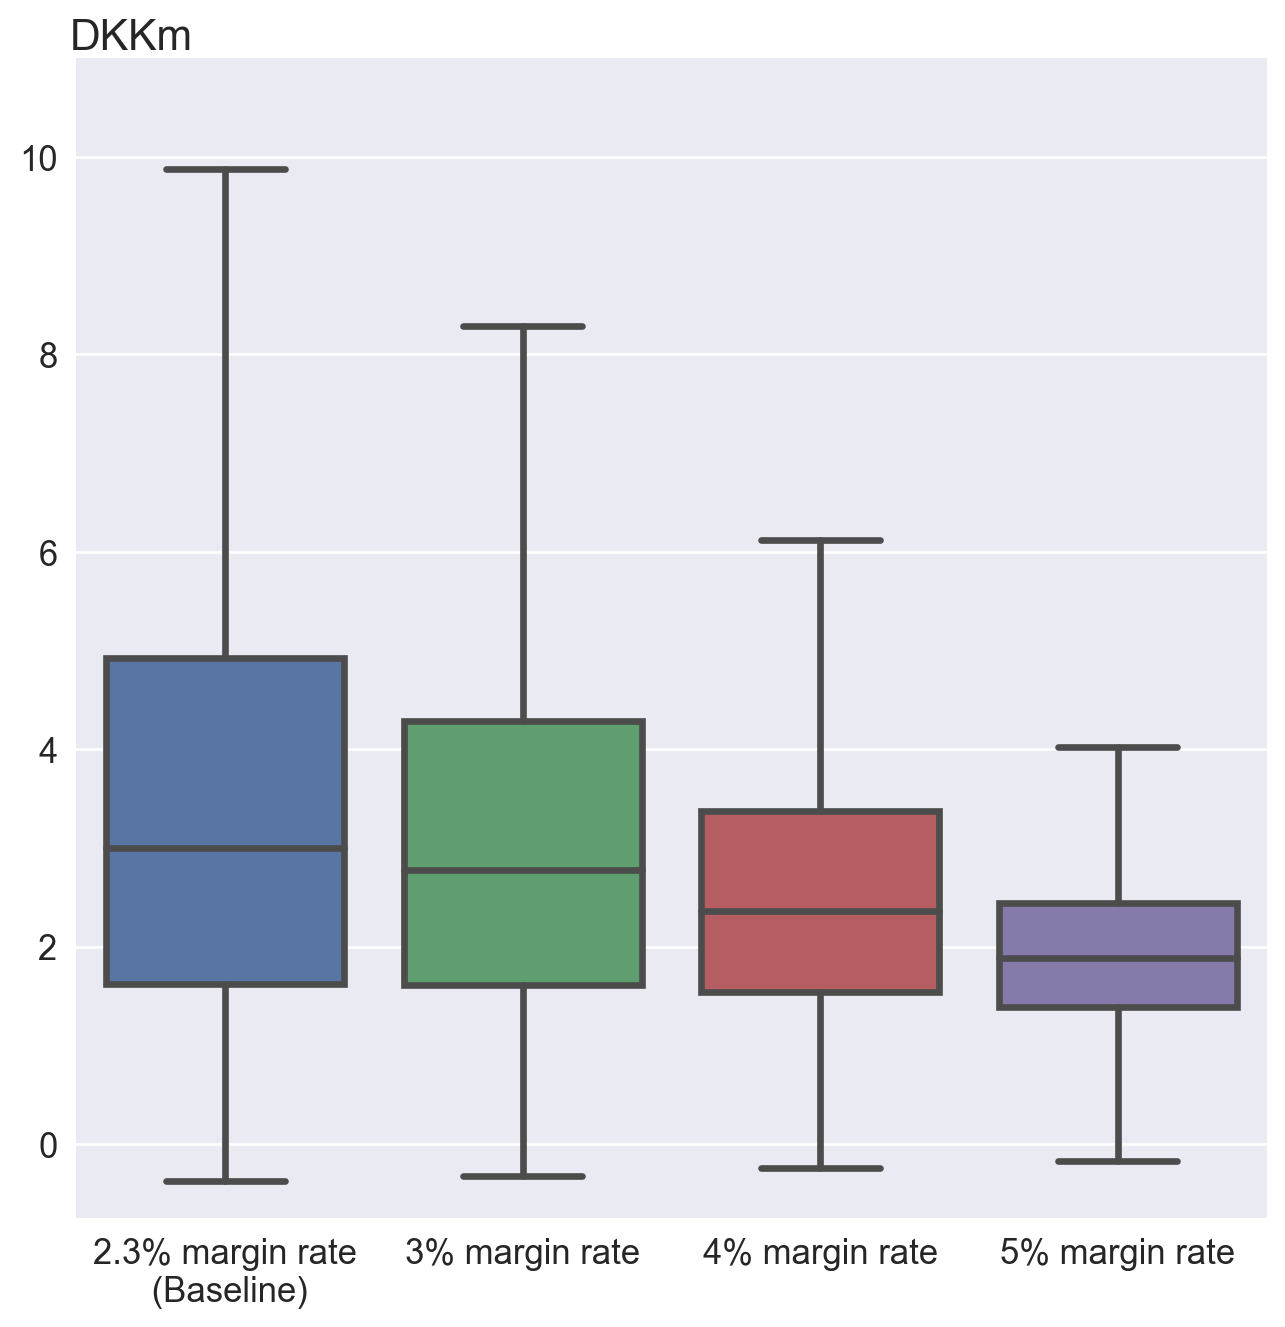 DKKm
10
8
6
4
2
0
2.3% margin rate
(Baseline)
3% margin rate
4% margin rate
5% margin rate